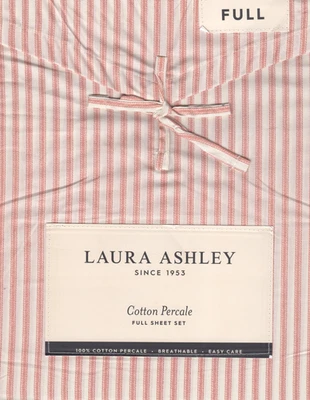 FULL
LAURA ASHLEY
SINCE 1953
Cotton Percale
FULL SHEET SET
100% COTTON PERCALE • BREATHABLE • EASY CARE